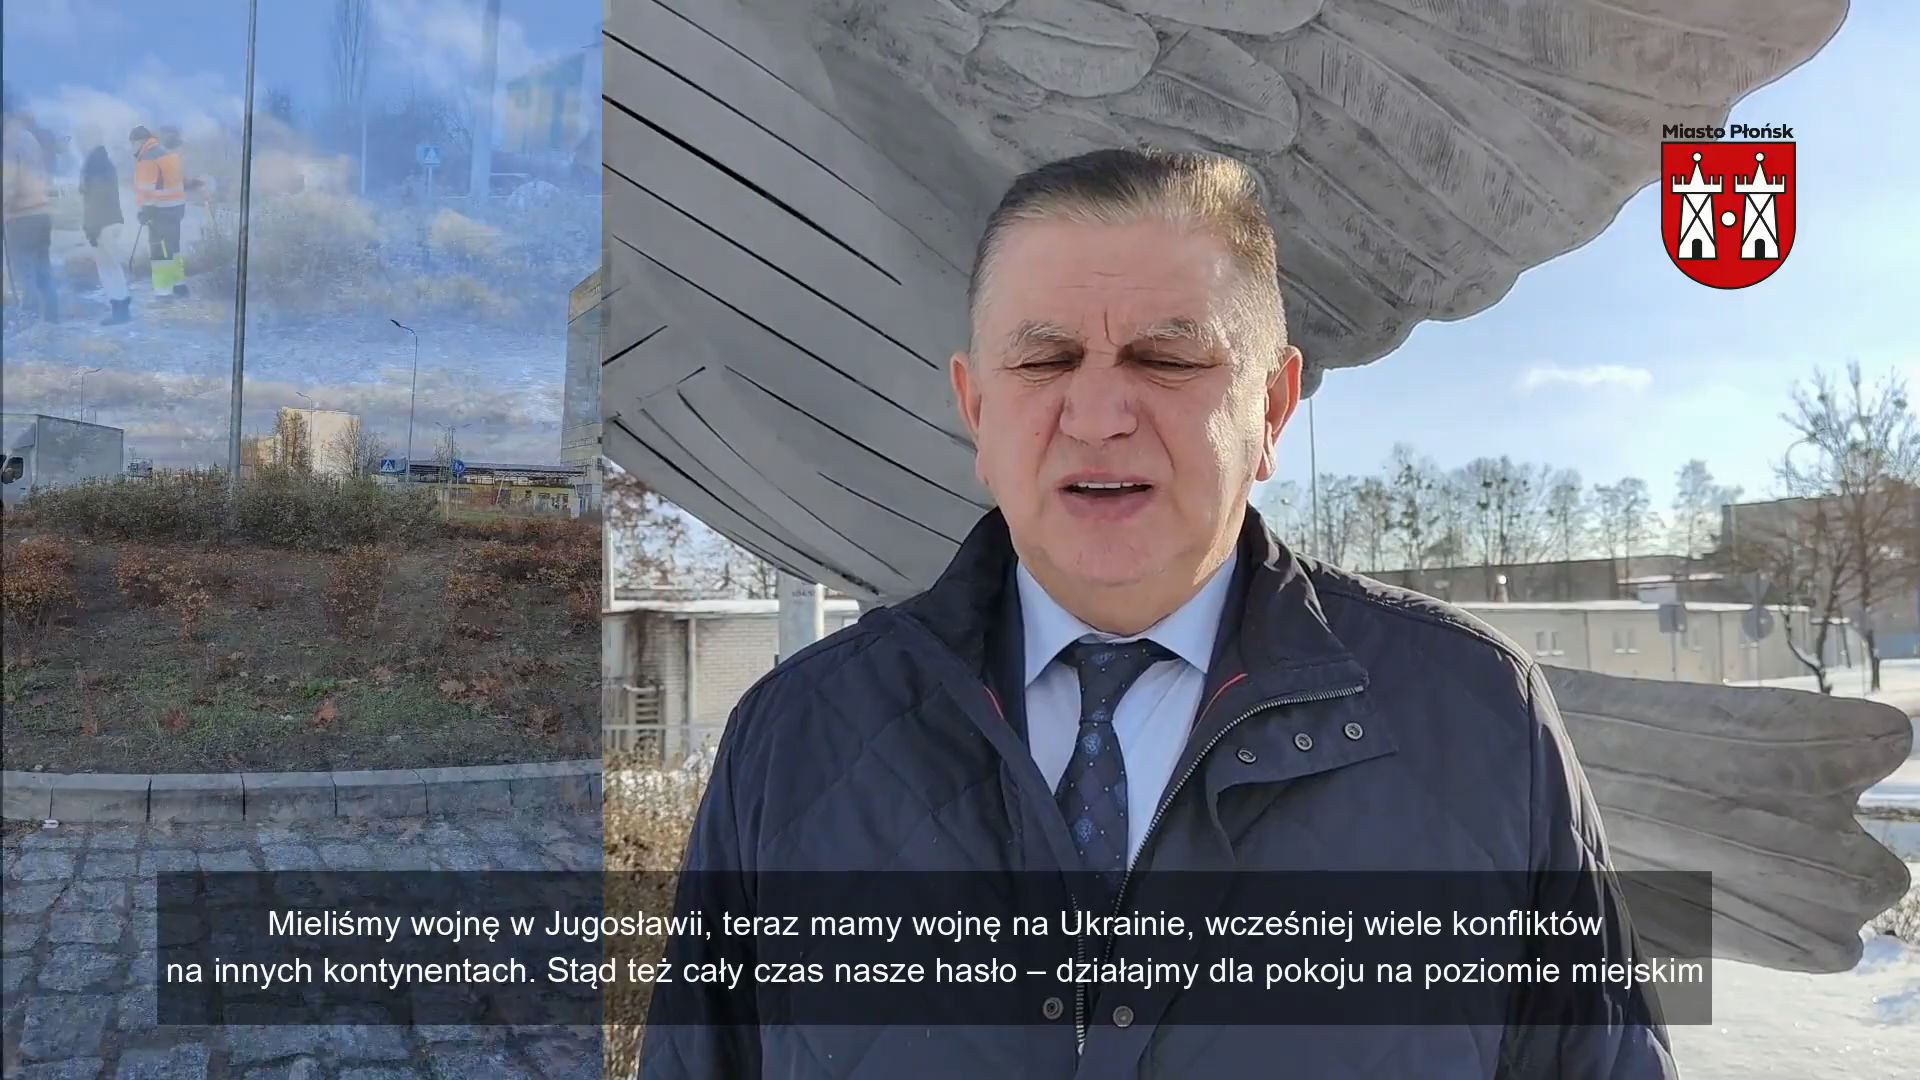 Miasto Płońsk
Mieliśmy wojnę w Jugosławii, teraz mamy wojnę na Ukrainie, wcześniej wiele konfliktów
na innych kontynentach. Stąd też cały czas nasze hasło – działajmy dla pokoju na poziomie miejskim